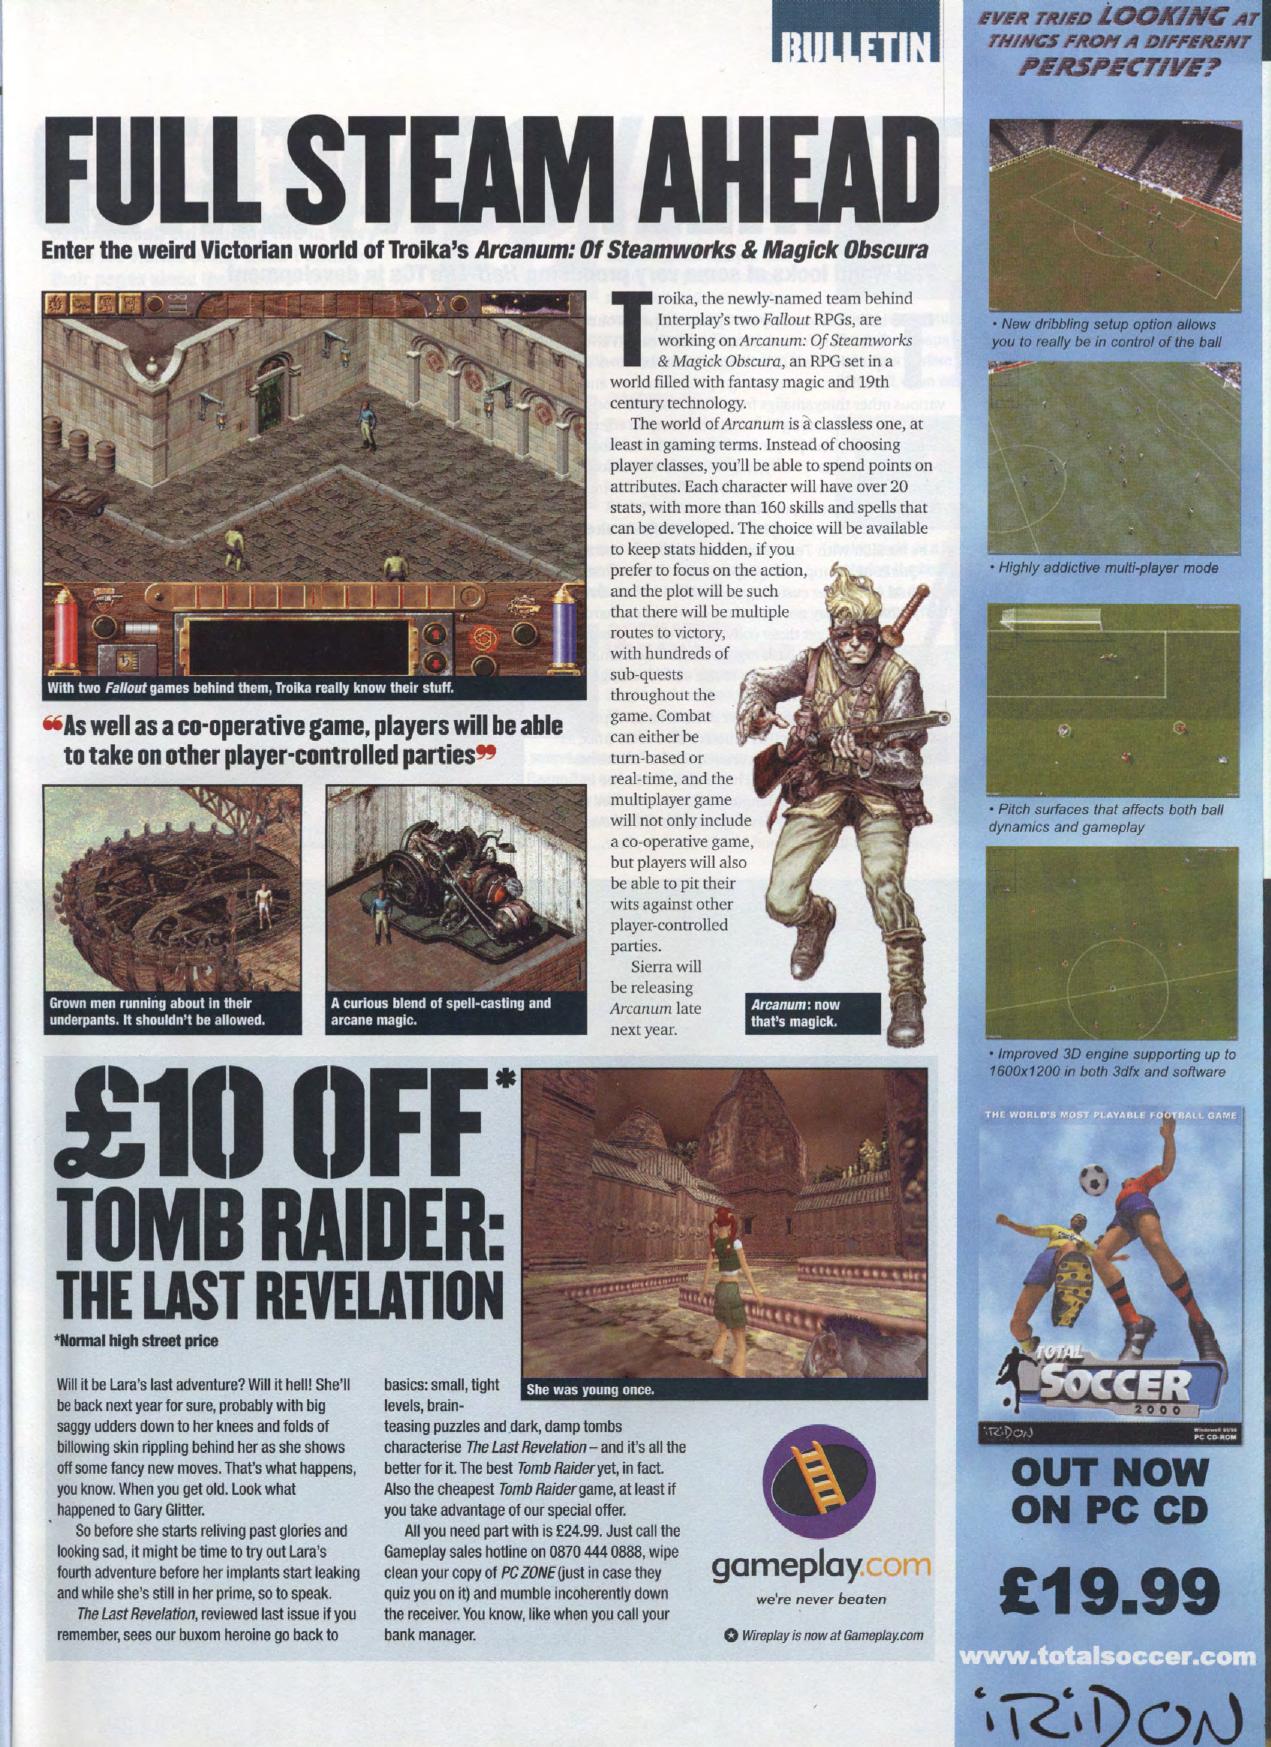 BULLETIN
FULL STEAM AHEAD
Enter the weird Victorian world of Troika's Arcanum: Of Steamworks & Magick Obscura
With two Fallout games behind them, Troika really know their stuff.
❝As well as a co-operative game, players will be able
to take on other player-controlled parties❞
Grown men running about in their
underpants. It shouldn't be allowed.
A curious blend of spell-casting and
arcane magic.
Troika, the newly-named team behind
Interplay's two Fallout RPGs, are
working on Arcanum: Of Steamworks
& Magick Obscura, an RPG set in a
world filled with fantasy magic and 19th
century technology.
The world of Arcanum is a classless one, at
least in gaming terms. Instead of choosing
player classes, you'll be able to spend points on
attributes. Each character will have over 20
stats, with more than 160 skills and spells that
can be developed. The choice will be available
to keep stats hidden, if you
prefer to focus on the action,
and the plot will be such
that there will be multiple
routes to victory,
with hundreds of
sub-quests
throughout the
game. Combat
can either be
turn-based or
real-time, and the
multiplayer game
will not only include
a co-operative game,
but players will also
be able to pit their
wits against other
player-controlled
parties.
Sierra will
be releasing
Arcanum late
next year.
Arcanum: now
that's magick.
£10 OFF*
TOMB RAIDER:
THE LAST REVELATION
*Normal high street price
She was young once.
Will it be Lara's last adventure? Will it hell! She'll
be back next year for sure, probably with big
saggy udders down to her knees and folds of
billowing skin rippling behind her as she shows
off some fancy new moves. That's what happens,
you know. When you get old. Look what
happened to Gary Glitter.
So before she starts reliving past glories and
looking sad, it might be time to try out Lara's
fourth adventure before her implants start leaking
and while she's still in her prime, so to speak.
The Last Revelation, reviewed last issue if you
remember, sees our buxom heroine go back to
basics: small, tight
levels, brain-
teasing puzzles and dark, damp tombs
characterise The Last Revelation – and it's all the
better for it. The best Tomb Raider yet, in fact.
Also the cheapest Tomb Raider game, at least if
you take advantage of our special offer.
All you need part with is £24.99. Just call the
Gameplay sales hotline on 0870 444 0888, wipe
clean your copy of PC ZONE (just in case they
quiz you on it) and mumble incoherently down
the receiver. You know, like when you call your
bank manager.
gameplay.com
we're never beaten
✪ Wireplay is now at Gameplay.com
EVER TRIED LOOKING AT
THINGS FROM A DIFFERENT
PERSPECTIVE?
• New dribbling setup option allows
you to really be in control of the ball
• Highly addictive multi-player mode
• Pitch surfaces that affects both ball
dynamics and gameplay
• Improved 3D engine supporting up to
1600x1200 in both 3dfx and software
THE WORLD'S MOST PLAYABLE FOOTBALL GAME
TOTAL
SOCCER
2000
iRiDON
Windows® 95/98
PC CD-ROM
OUT NOW
ON PC CD
£19.99
www.totalsoccer.com
iRiDON